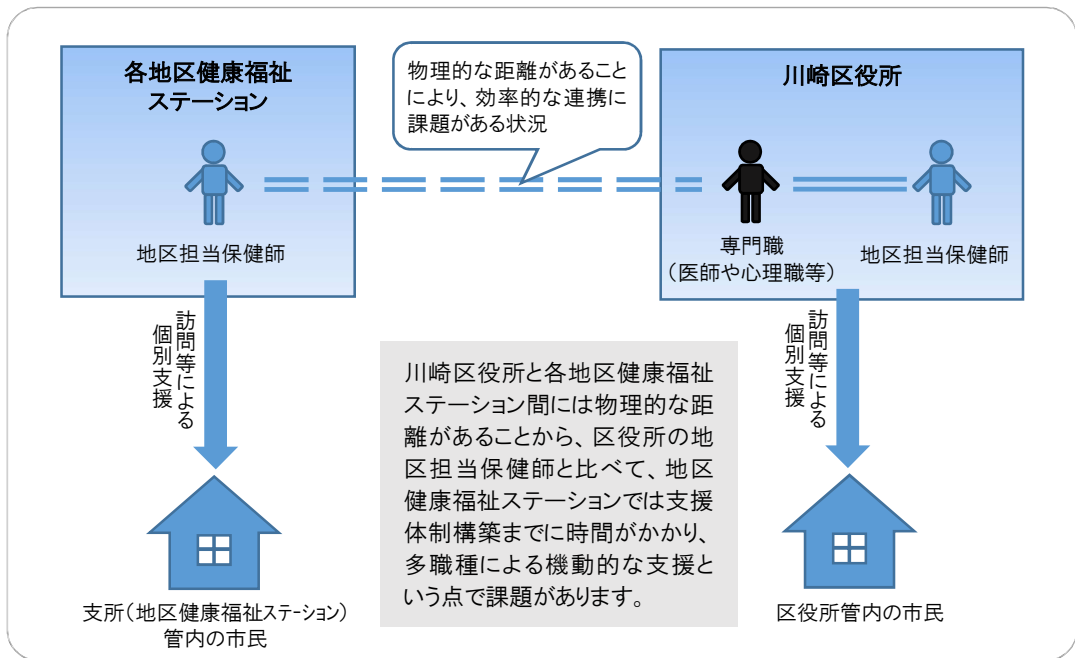 各地区健康福祉
ステーション
地区担当保健師
物理的な距離があること
により、効率的な連携に
課題がある状況
川崎区役所
専門職
（医師や心理職等）
地区担当保健師
訪問等による
個別支援
訪問等による
個別支援
川崎区役所と各地区健康福祉
ステーション間には物理的な距
離があることから、区役所の地
区担当保健師と比べて、地区
健康福祉ステーションでは支援
体制構築までに時間がかかり、
多職種による機動的な支援と
いう点で課題があります。
支所（地区健康福祉ステーション）
管内の市民
区役所管内の市民